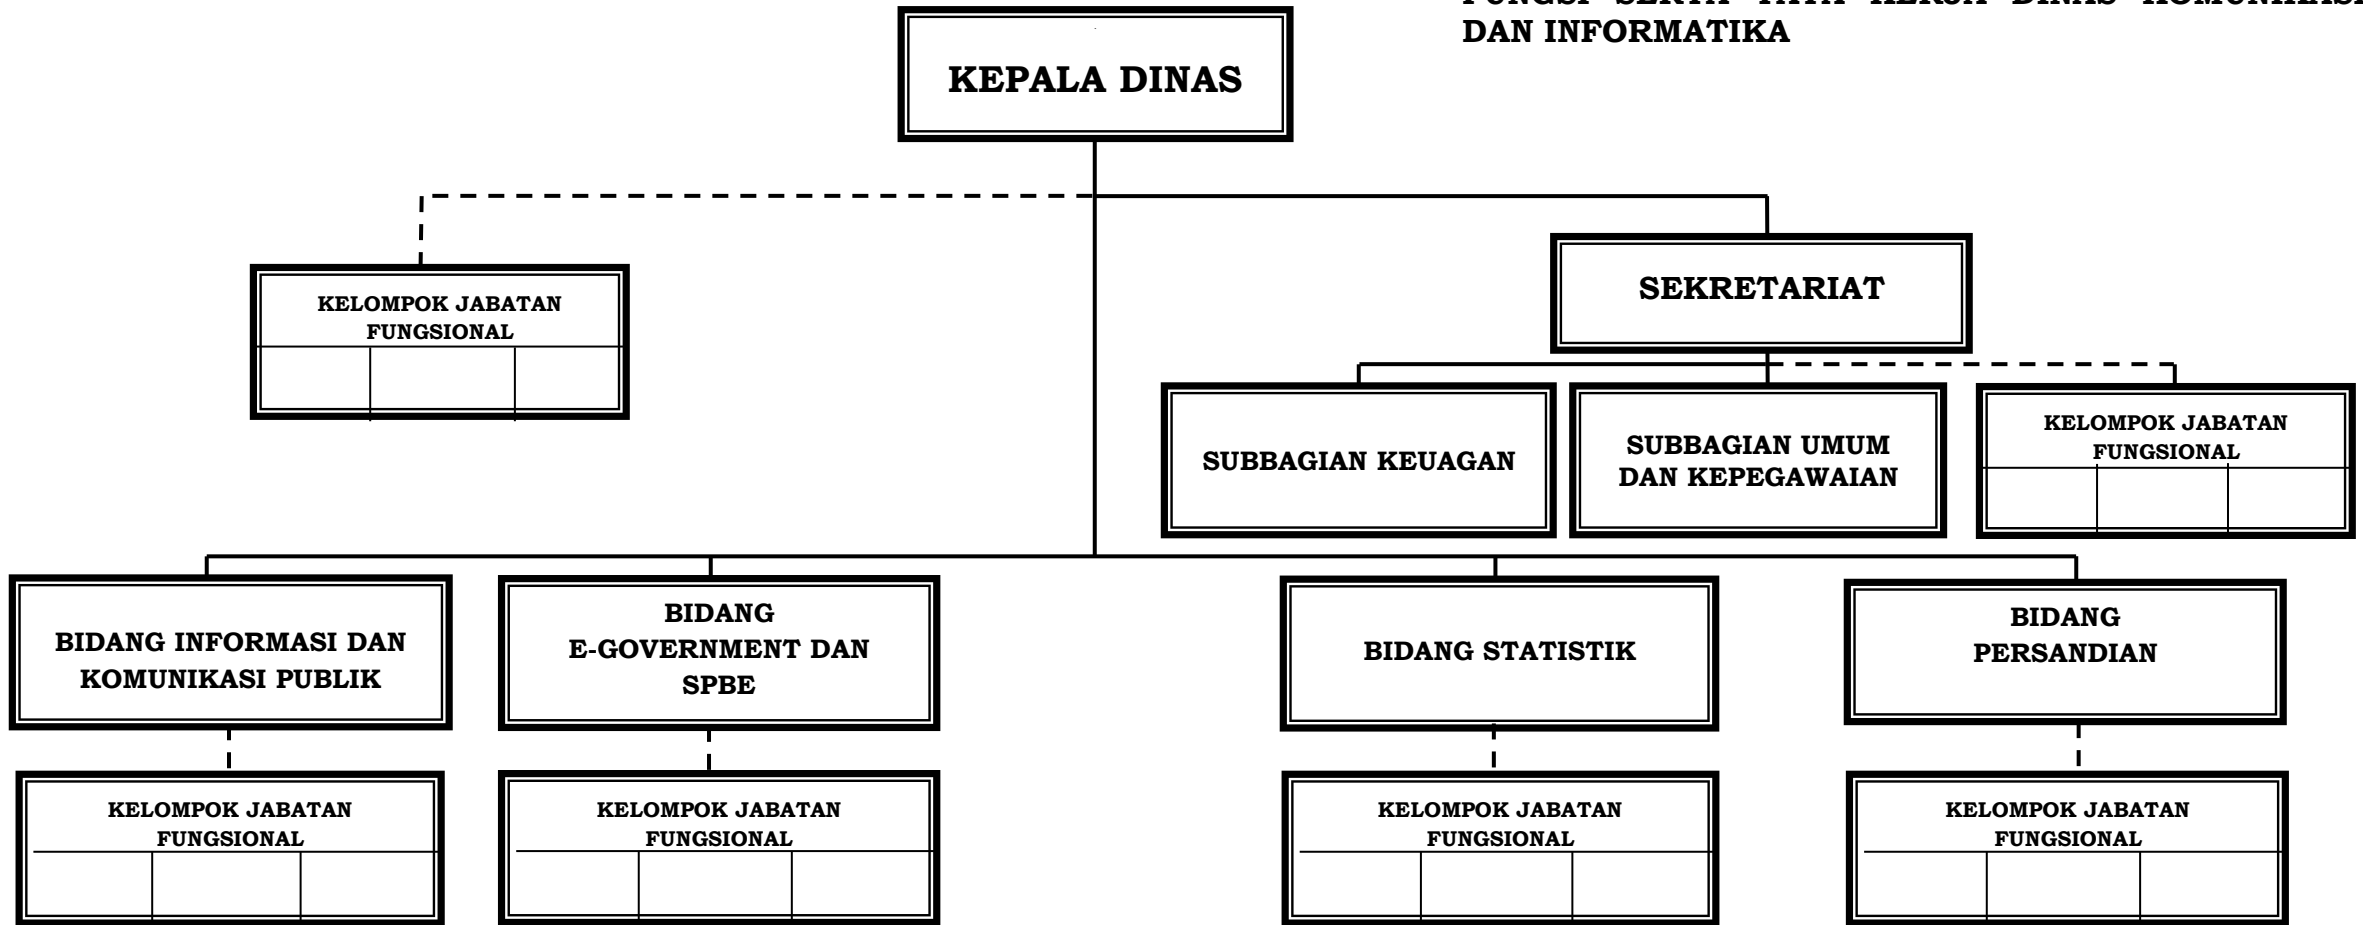 FUNGSI SERTA TATA KERJA DINAS KOMUNIKASI
DAN INFORMATIKA
KEPALA DINAS
KELOMPOK JABATAN
FUNGSIONAL
SEKRETARIAT
SUBBAGIAN KEUAGAN
SUBBAGIAN UMUM
DAN KEPEGAWAIAN
KELOMPOK JABATAN
FUNGSIONAL
BIDANG INFORMASI DAN
KOMUNIKASI PUBLIK
BIDANG
E-GOVERNMENT DAN
SPBE
BIDANG STATISTIK
BIDANG
PERSANDIAN
KELOMPOK JABATAN
FUNGSIONAL
KELOMPOK JABATAN
FUNGSIONAL
KELOMPOK JABATAN
FUNGSIONAL
KELOMPOK JABATAN
FUNGSIONAL